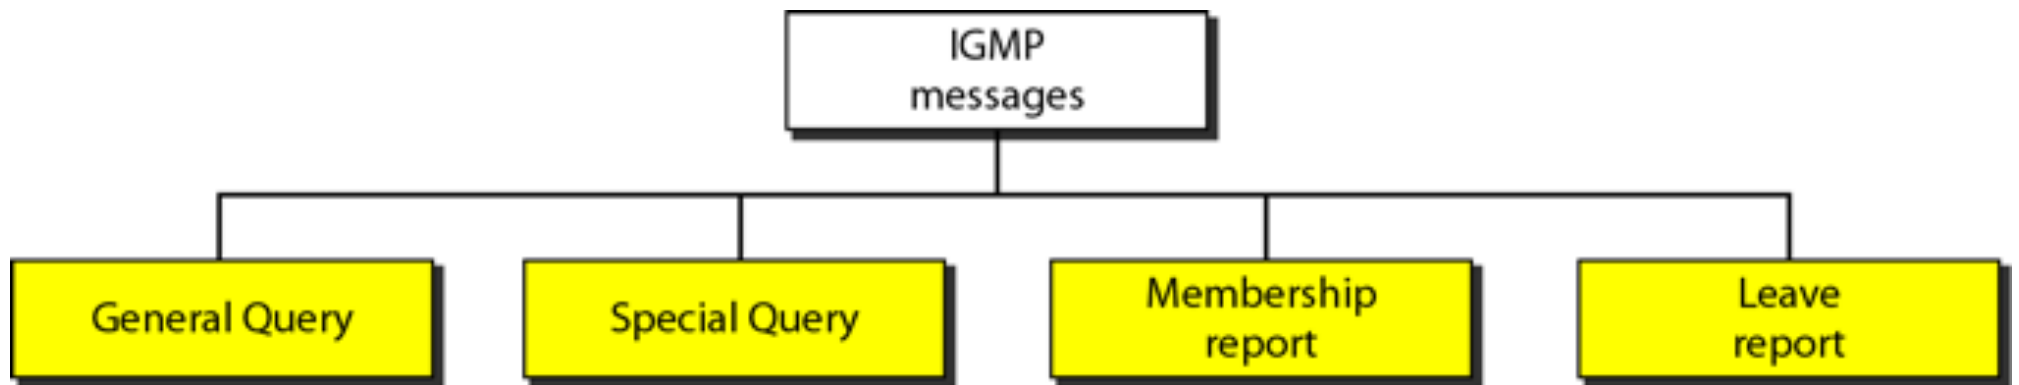 IGMP
messages
General Query
Special Query
Membership
report
Leave
report